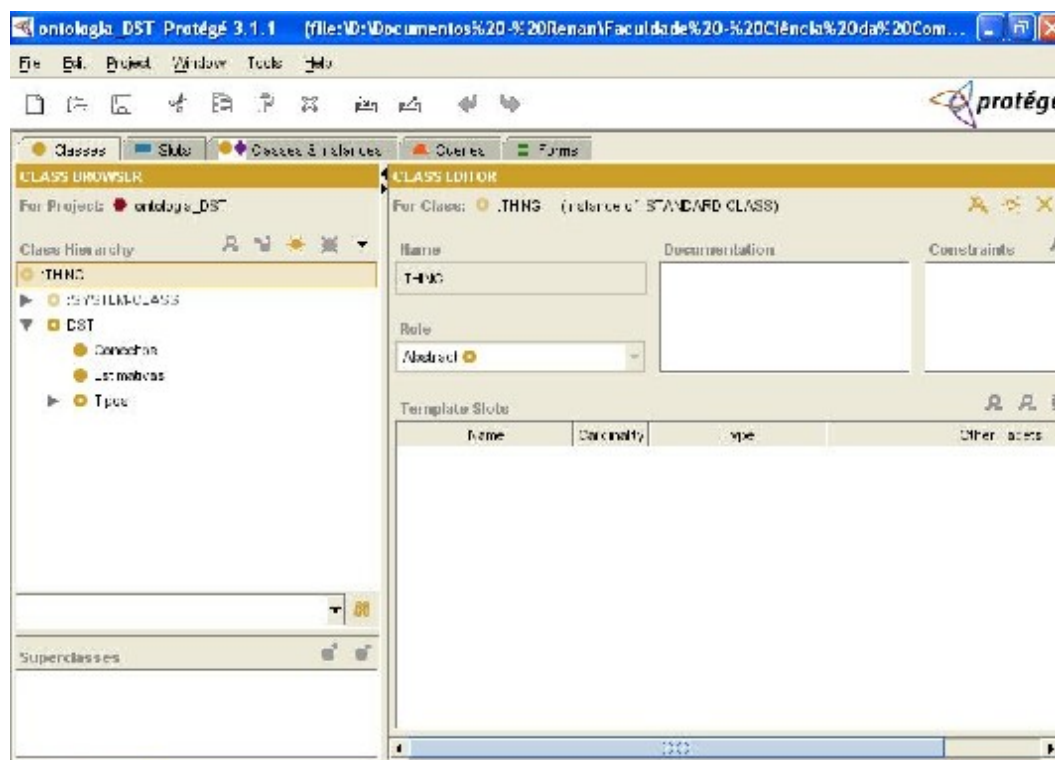 ontologia_DST Protégé 3.1.1 (file:\D:\Documentos%20-%20Renan\Faculdade%20-%20Ciência%20da%20Com...
File Edit Project Window Tools Help
protégé
Classes Slots Classes & Instances Queries Forms
CLASS BROWSER
For Project: ontologia_DST
Class Hierarchy
:THING
:SYSTEM-CLASS
DST
Conceitos
Estimativas
Tipos
Superclasses
CLASS EDITOR
For Class: :THING (instance of :STANDARD-CLASS)
Name Documentation Constraints
:THING
Role
Abstract
Template Slots
Name Cardinality Type Other Facets